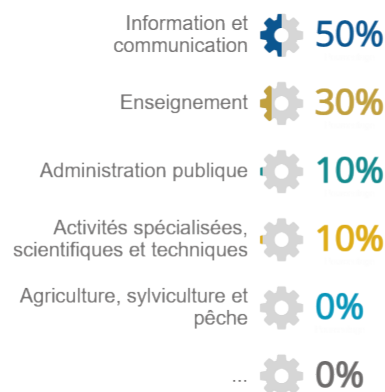 Information et
communication
50%
Enseignement
30%
Administration publique
10%
Activités spécialisées,
scientifiques et techniques
10%
Agriculture, sylviculture et
pêche
0%
...
0%